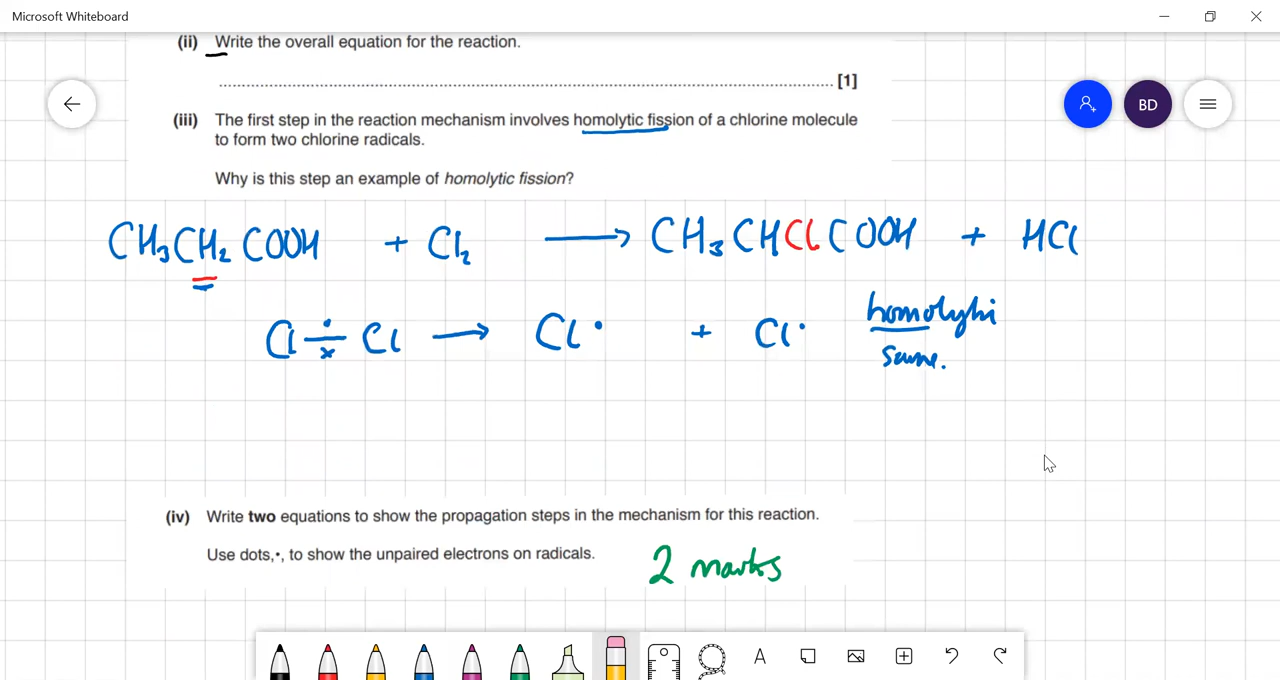 Microsoft Whiteboard
(ii) Write the overall equation for the reaction.
[1]
BD
(iii) The first step in the reaction mechanism involves homolytic fission of a chlorine molecule
to form two chlorine radicals.
Why is this step an example of homolytic fission?
CH₃CH₂COOH + Cl₂ → CH₃CHClCOOH + HCl
Cl ÷ₓ Cl → Cl• + Cl• homolytic
same.
(iv) Write two equations to show the propagation steps in the mechanism for this reaction.
Use dots,•, to show the unpaired electrons on radicals. 2 marks
A